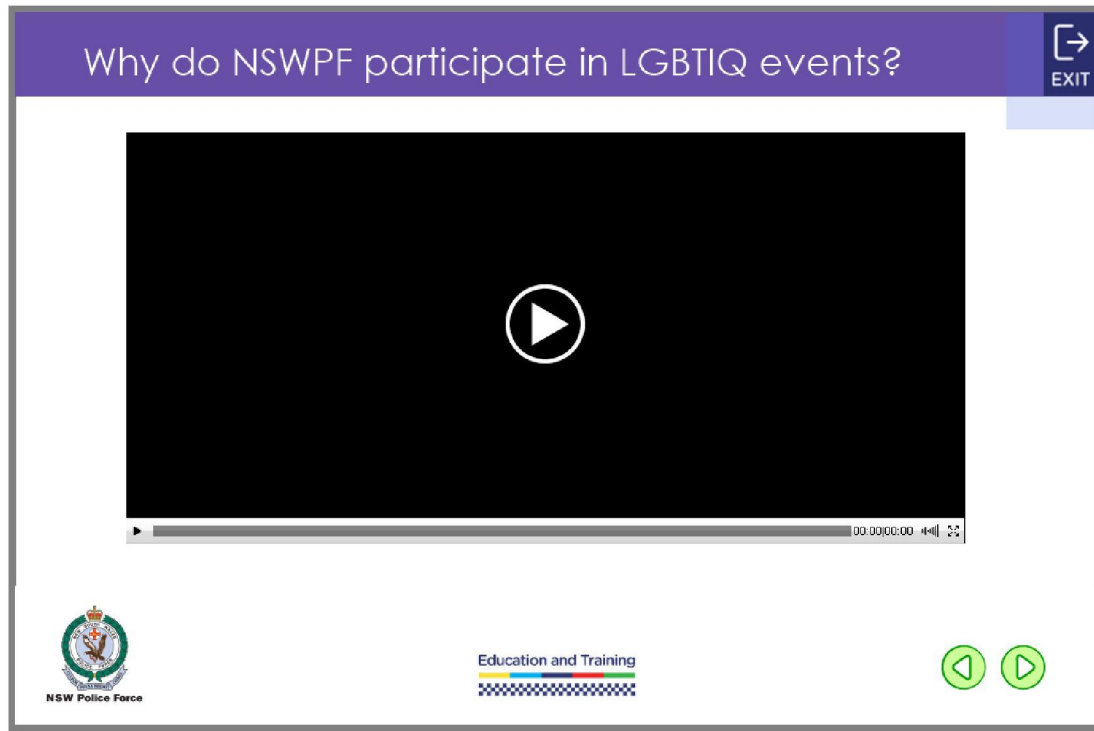 Why do NSWPF participate in LGBTIQ events?
EXIT
00:00|00:00
Education and Training
NSW Police Force